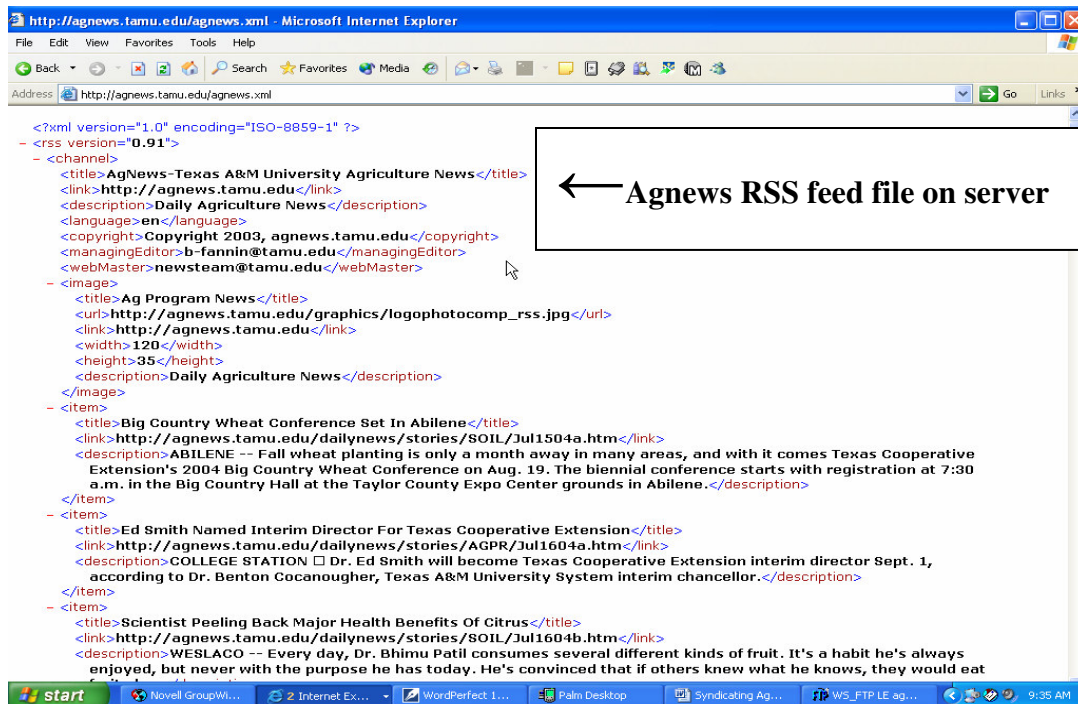 http://agnews.tamu.edu/agnews.xml - Microsoft Internet Explorer
File Edit View Favorites Tools Help
Back Search Favorites Media
Address http://agnews.tamu.edu/agnews.xml Go Links
<?xml version="1.0" encoding="ISO-8859-1" ?>
- <rss version="0.91">
- <channel>
<title>AgNews-Texas A&M University Agriculture News</title>
<link>http://agnews.tamu.edu</link>
<description>Daily Agriculture News</description>
<language>en</language>
<copyright>Copyright 2003, agnews.tamu.edu</copyright>
<managingEditor>b-fannin@tamu.edu</managingEditor>
<webMaster>newsteam@tamu.edu</webMaster>
←Agnews RSS feed file on server
- <image>
<title>Ag Program News</title>
<url>http://agnews.tamu.edu/graphics/logophotocomp_rss.jpg</url>
<link>http://agnews.tamu.edu</link>
<width>120</width>
<height>35</height>
<description>Daily Agriculture News</description>
</image>
- <item>
<title>Big Country Wheat Conference Set In Abilene</title>
<link>http://agnews.tamu.edu/dailynews/stories/SOIL/Jul1504a.htm</link>
<description>ABILENE -- Fall wheat planting is only a month away in many areas, and with it comes Texas Cooperative
Extension's 2004 Big Country Wheat Conference on Aug. 19. The biennial conference starts with registration at 7:30
a.m. in the Big Country Hall at the Taylor County Expo Center grounds in Abilene.</description>
</item>
- <item>
<title>Ed Smith Named Interim Director For Texas Cooperative Extension</title>
<link>http://agnews.tamu.edu/dailynews/stories/AGPR/Jul1604a.htm</link>
<description>COLLEGE STATION □ Dr. Ed Smith will become Texas Cooperative Extension interim director Sept. 1,
according to Dr. Benton Cocanougher, Texas A&M University System interim chancellor.</description>
</item>
- <item>
<title>Scientist Peeling Back Major Health Benefits Of Citrus</title>
<link>http://agnews.tamu.edu/dailynews/stories/SOIL/Jul1604b.htm</link>
<description>WESLACO -- Every day, Dr. Bhimu Patil consumes several different kinds of fruit. It's a habit he's always
enjoyed, but never with the purpose he has today. He's convinced that if others knew what he knows, they would eat
start Novell GroupWi... 2 Internet Ex... WordPerfect 1... Palm Desktop Syndicating Ag... WS_FTP LE ag... 9:35 AM